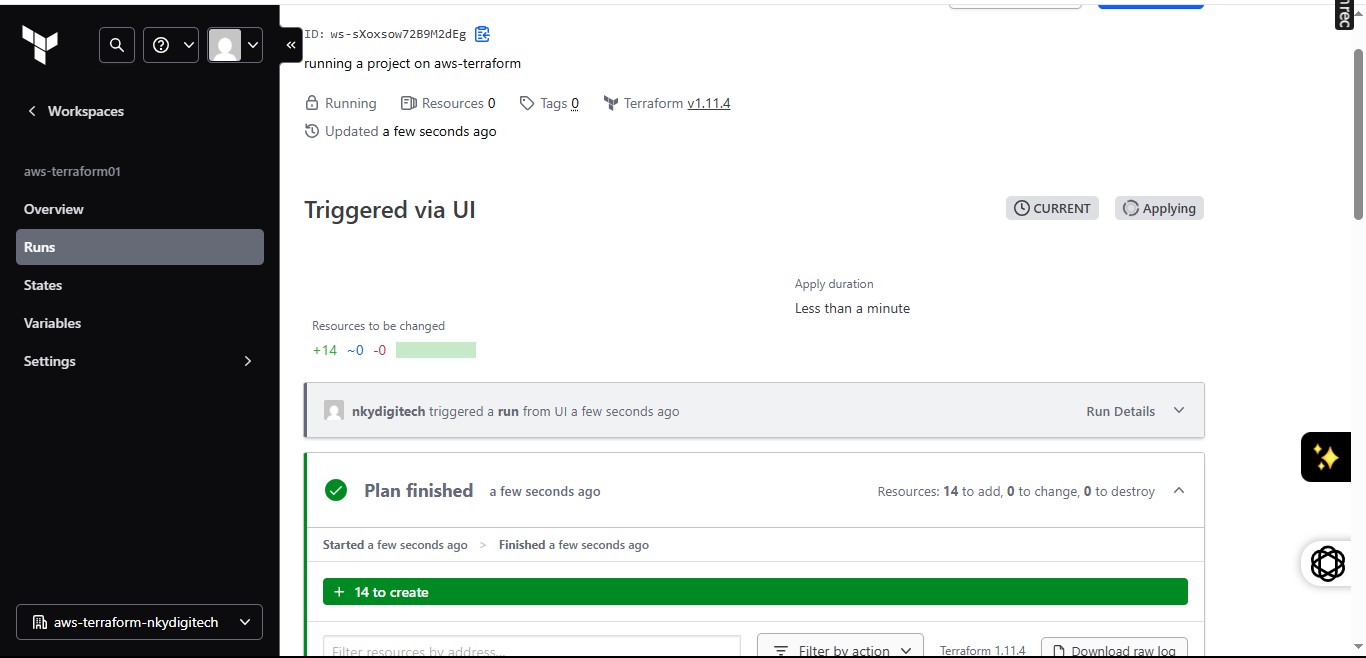 «
ID: ws-sXoxsow72B9M2dEg
running a project on aws-terraform
Running Resources 0 Tags 0 Terraform v1.11.4
Updated a few seconds ago
Workspaces
aws-terraform01
Overview
Runs
States
Variables
Settings
aws-terraform-nkydigitech
Triggered via UI
CURRENT Applying
Apply duration
Less than a minute
Resources to be changed
+14 ~0 -0
nkydigitech triggered a run from UI a few seconds ago Run Details
Plan finished a few seconds ago Resources: 14 to add, 0 to change, 0 to destroy
Started a few seconds ago > Finished a few seconds ago
+ 14 to create
Filter resources by address... Filter by action Terraform 1.11.4 Download raw log